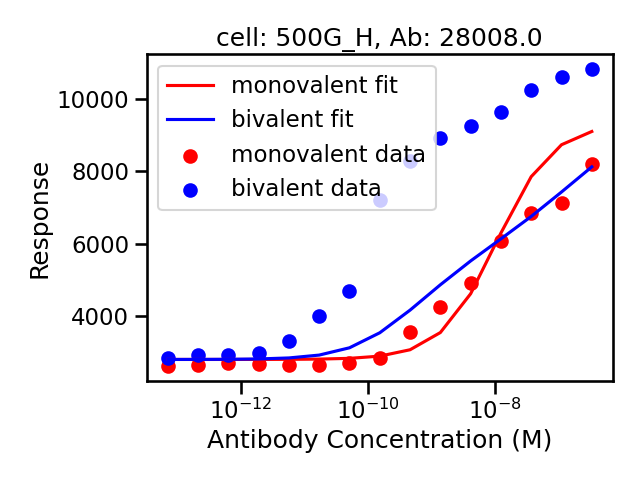 cell: 500G_H, Ab: 28008.0
monovalent fit
bivalent fit
monovalent data
bivalent data
Response
10000
8000
6000
4000
10⁻¹² 10⁻¹⁰ 10⁻⁸
Antibody Concentration (M)